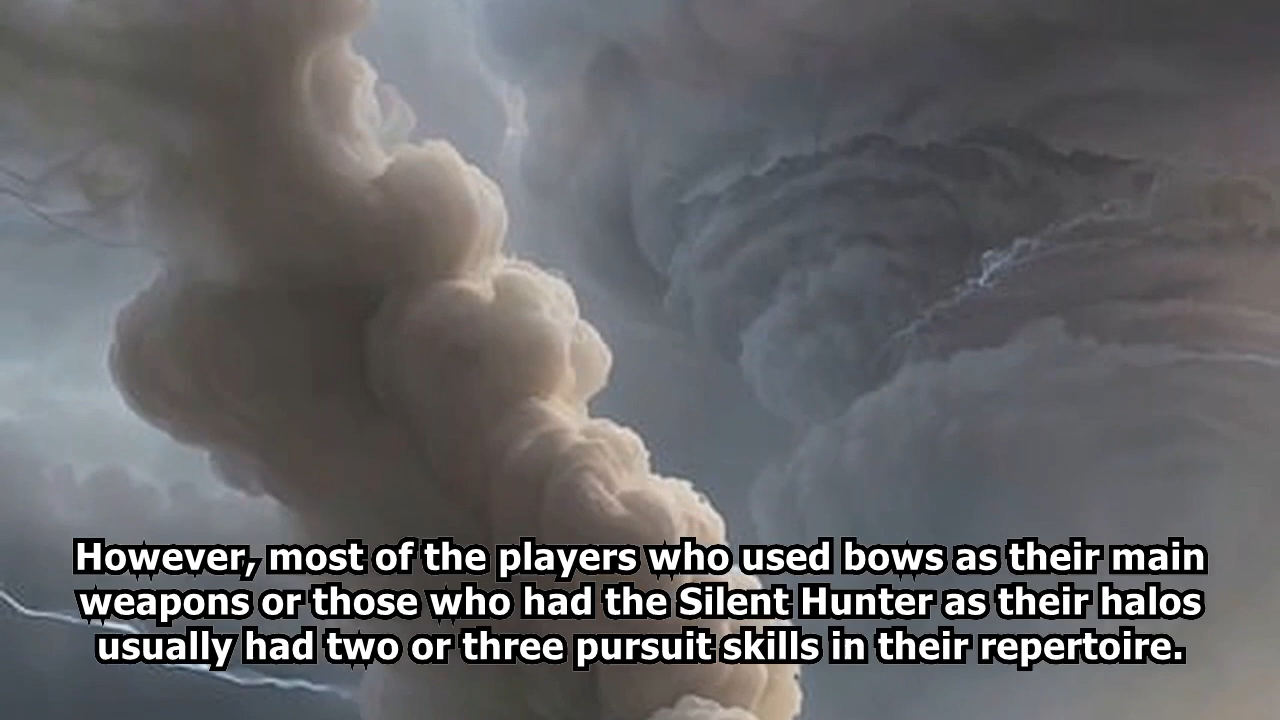 However, most of the players who used bows as their main
weapons or those who had the Silent Hunter as their halos
usually had two or three pursuit skills in their repertoire.